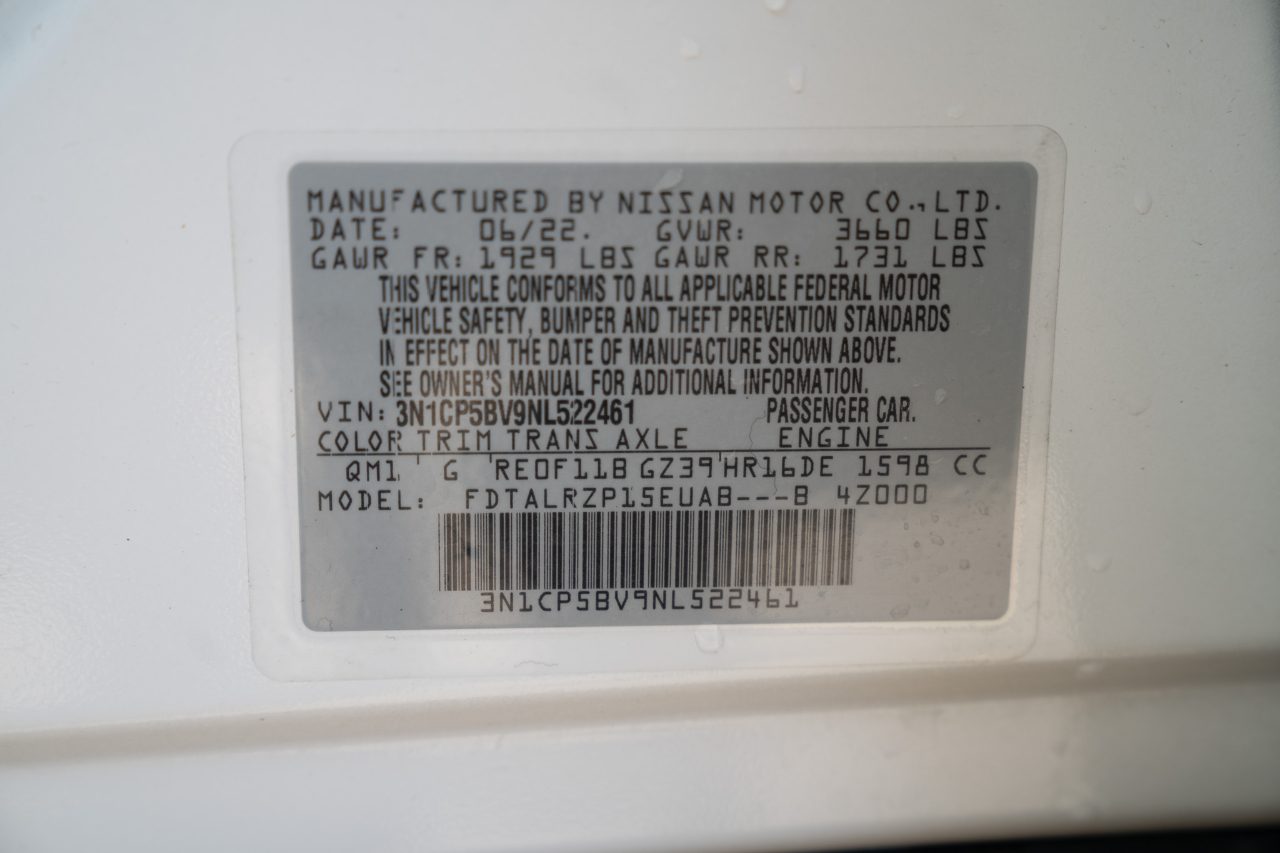 MANUFACTURED BY NISSAN MOTOR CO., LTD.
DATE: 06/22. GVWR: 3660 LBS
GAWR FR: 1929 LBS GAWR RR: 1731 LBS
THIS VEHICLE CONFORMS TO ALL APPLICABLE FEDERAL MOTOR
VEHICLE SAFETY, BUMPER AND THEFT PREVENTION STANDARDS
IN EFFECT ON THE DATE OF MANUFACTURE SHOWN ABOVE.
SEE OWNER'S MANUAL FOR ADDITIONAL INFORMATION.
VIN: 3N1CP5BV9NL522461 PASSENGER CAR.
COLOR TRIM TRANS AXLE ENGINE
QM1 G RE0F11B GZ39 HR16DE 1598 CC
MODEL: FDTALRZP15EUAB---B 4Z000
3N1CP5BV9NL522461